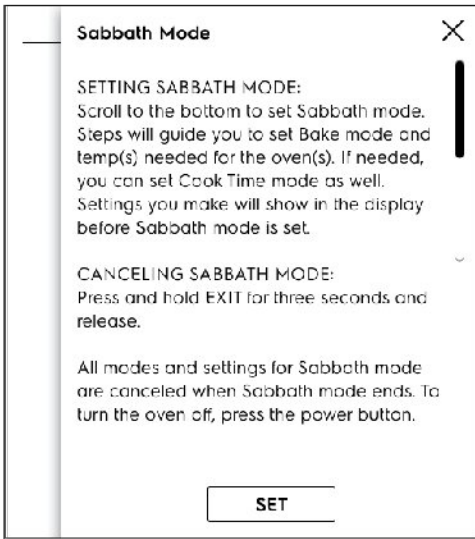 Sabbath Mode
SETTING SABBATH MODE:
Scroll to the bottom to set Sabbath mode.
Steps will guide you to set Bake mode and
temp(s) needed for the oven(s). If needed,
you can set Cook Time mode as well.
Settings you make will show in the display
before Sabbath mode is set.
CANCELING SABBATH MODE:
Press and hold EXIT for three seconds and
release.
All modes and settings for Sabbath mode
are canceled when Sabbath mode ends. To
turn the oven off, press the power button.
SET